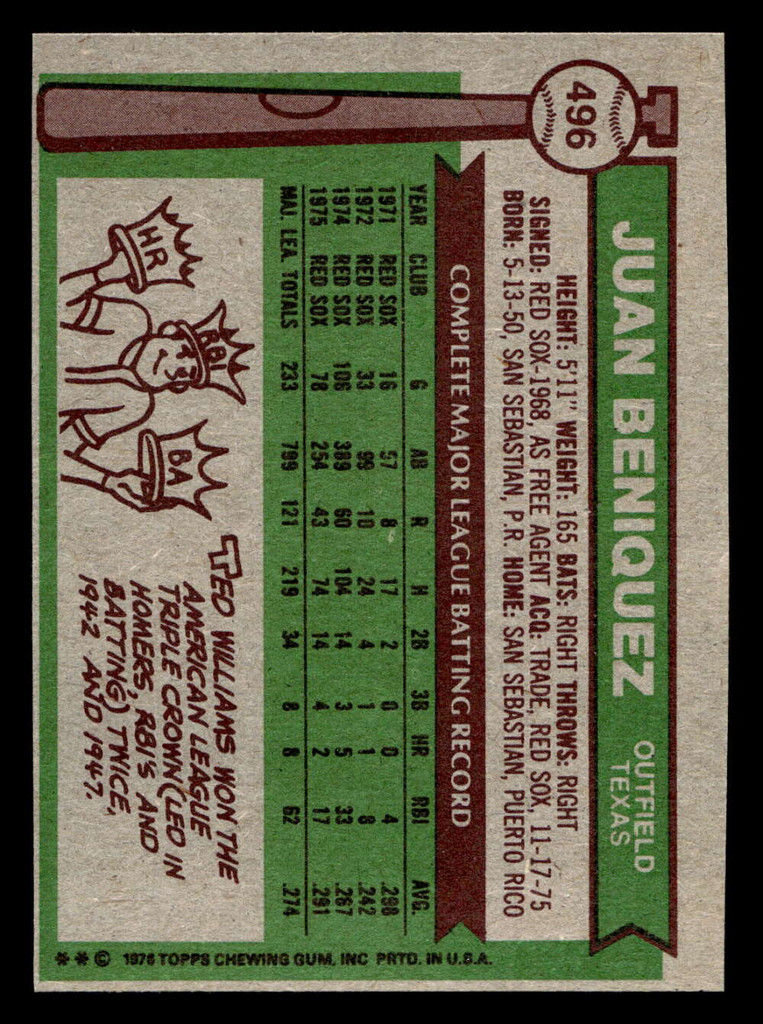 496
JUAN BENIQUEZ
OUTFIELD
TEXAS
HEIGHT: 5'11" WEIGHT: 165 BATS: RIGHT THROWS: RIGHT
SIGNED: RED SOX-1968, AS FREE AGENT ACQ: TRADE, RED SOX, 11-17-75
BORN: 5-13-50, SAN SEBASTIAN, P.R. HOME: SAN SEBASTIAN, PUERTO RICO
COMPLETE MAJOR LEAGUE BATTING RECORD
YEAR CLUB G AB R H 2B 3B HR RBI AVG.
1971 RED SOX 16 57 8 17 2 0 0 4 .298
1972 RED SOX 33 99 10 24 4 1 1 8 .242
1974 RED SOX 106 389 60 104 14 3 5 33 .267
1975 RED SOX 78 254 43 74 14 4 2 17 .291
MAJ. LEA. TOTALS 233 799 121 219 34 8 8 62 .274
HR
RBI
BA
TED WILLIAMS WON THE
AMERICAN LEAGUE
TRIPLE CROWN (LED IN
HOMERS, RBI'S AND
BATTING) TWICE,
1942 AND 1947.
** © 1976 TOPPS CHEWING GUM, INC PRTD. IN U.S.A.